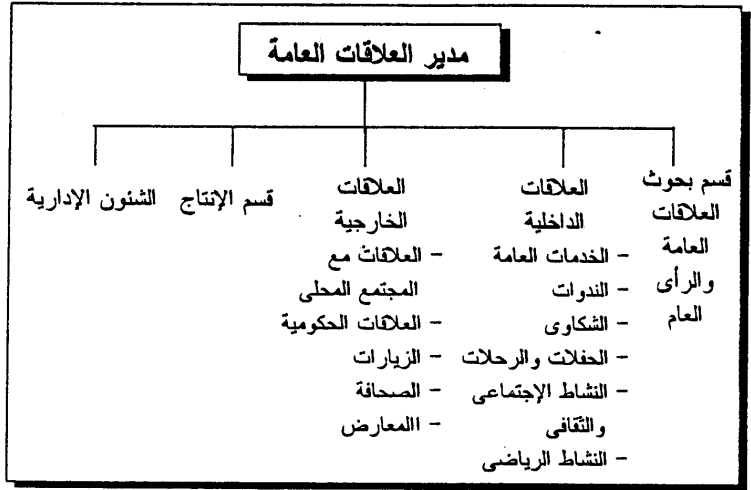 مدير العلاقات العامة
قسم بحوث
العلاقات
العامة
والرأى
العام
العلاقات
الداخلية
– الخدمات العامة
– الندوات
– الشكاوى
– الحفلات والرحلات
– النشاط الإجتماعى
والثقافى
– النشاط الرياضى
العلاقات
الخارجية
– العلاقات مع
المجتمع المحلى
– العلاقات الحكومية
– الزيارات
– الصحافة
– االمعارض
قسم الإنتاج
الشئون الإدارية